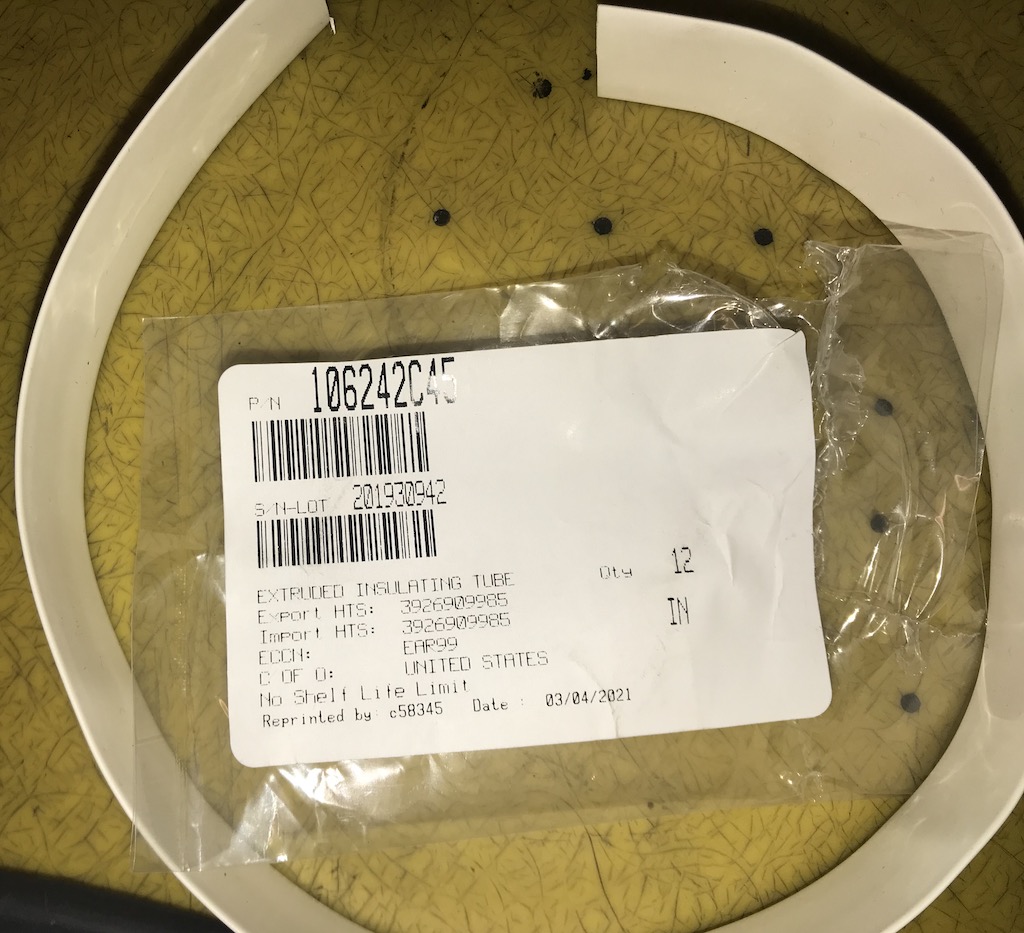 P/N 106242C45
S/N-LOT 201930942
EXTRUDED INSULATING TUBE Qty 12
Export HTS: 3926909985
Import HTS: 3926909985 IN
ECCN: EAR99
C OF O: UNITED STATES
No Shelf Life Limit
Reprinted by: c58345 Date : 03/04/2021